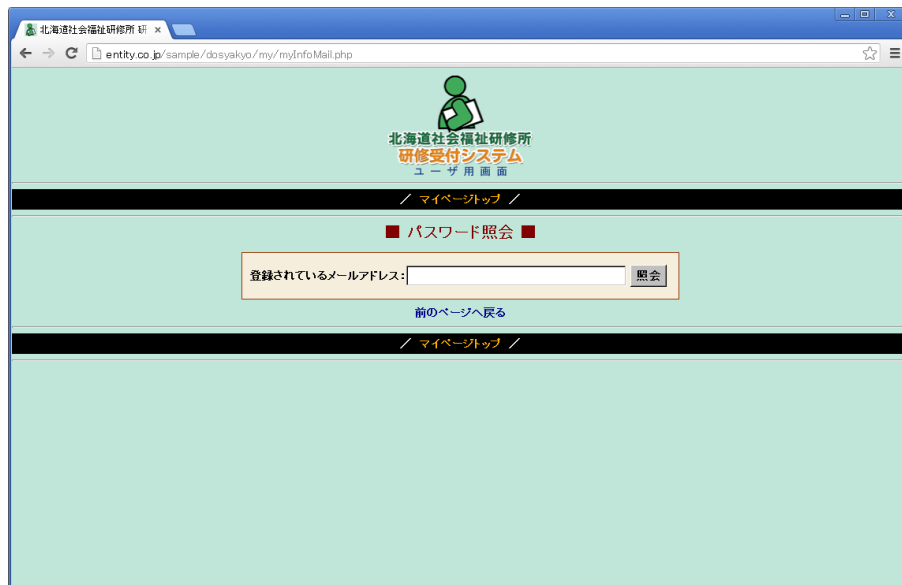 北海道社会福祉研修所 研
entity.co.jp/sample/dosyakyo/my/myInfoMail.php
北海道社会福祉研修所
研修受付システム
ユーザ用画面
／ マイページトップ ／
■ パスワード照会 ■
登録されているメールアドレス: 照会
前のページへ戻る
／ マイページトップ ／